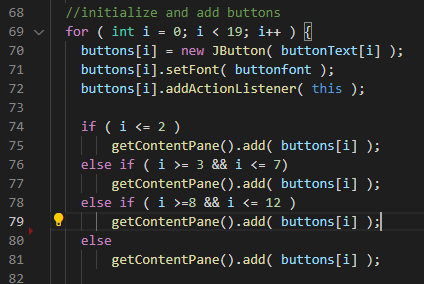 68 //initialize and add buttons
69 for ( int i = 0; i < 19; i++ ) {
70 buttons[i] = new JButton( buttonText[i] );
71 buttons[i].setFont( buttonfont );
72 buttons[i].addActionListener( this );
73
74 if ( i <= 2 )
75 getContentPane().add( buttons[i] );
76 else if ( i >= 3 && i <= 7)
77 getContentPane().add( buttons[i] );
78 else if ( i >=8 && i <= 12 )
79 getContentPane().add( buttons[i] );
80 else
81 getContentPane().add( buttons[i] );
82